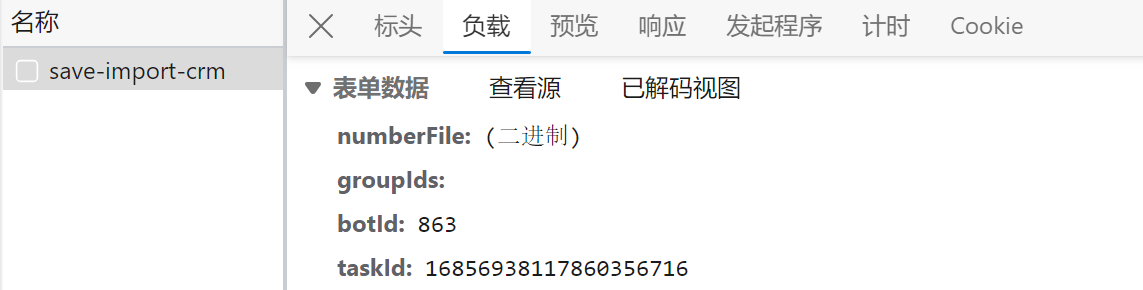 名称
save-import-crm
标头 负载 预览 响应 发起程序 计时 Cookie
表单数据 查看源 已解码视图
numberFile: (二进制)
groupIds:
botId: 863
taskId: 16856938117860356716